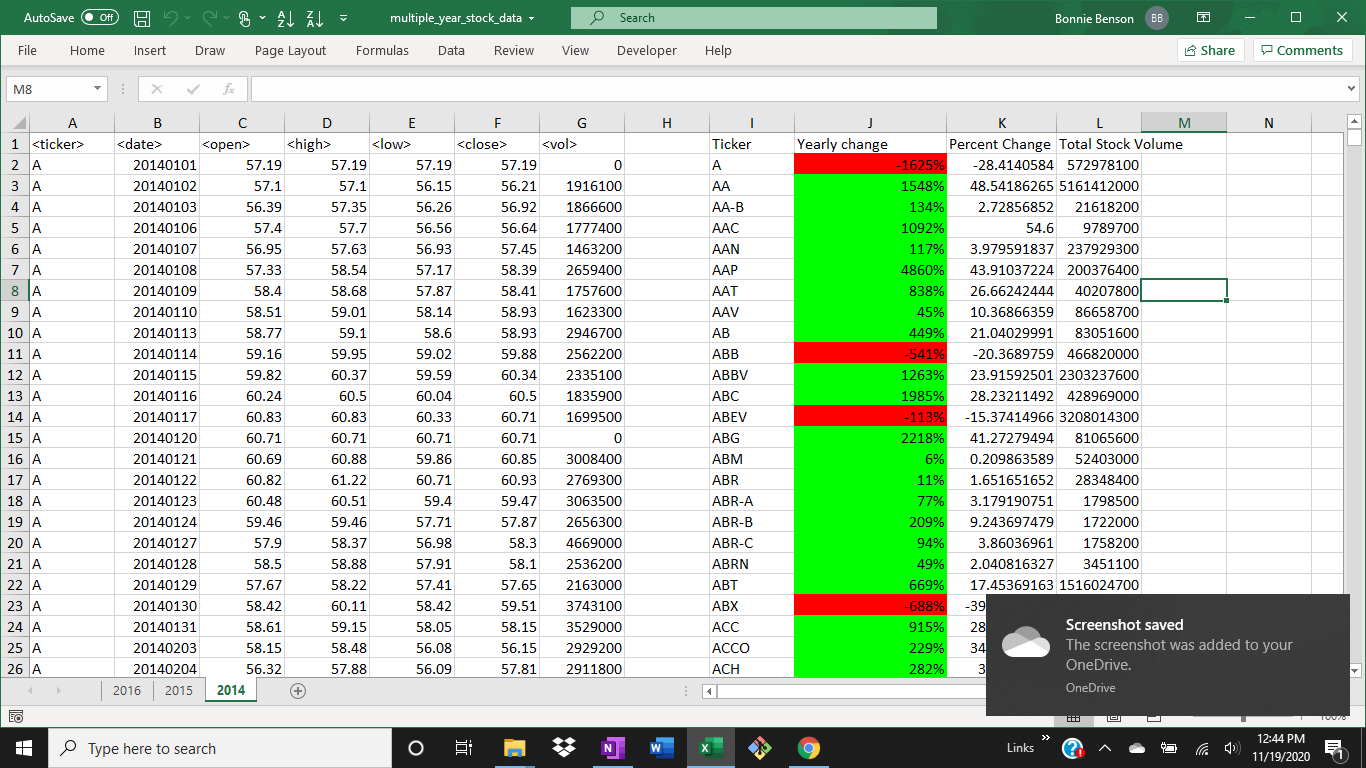 AutoSave Off multiple_year_stock_data Search Bonnie Benson BB
File Home Insert Draw Page Layout Formulas Data Review View Developer Help Share Comments
M8 fx
A B C D E F G H I J K L M N
1 <ticker> <date> <open> <high> <low> <close> <vol> Ticker Yearly change Percent Change Total Stock Volume
2 A 20140101 57.19 57.19 57.19 57.19 0 A -1625% -28.4140584 572978100
3 A 20140102 57.1 57.1 56.15 56.21 1916100 AA 1548% 48.54186265 5161412000
4 A 20140103 56.39 57.35 56.26 56.92 1866600 AA-B 134% 2.72856852 21618200
5 A 20140106 57.4 57.7 56.56 56.64 1777400 AAC 1092% 54.6 9789700
6 A 20140107 56.95 57.63 56.93 57.45 1463200 AAN 117% 3.979591837 237929300
7 A 20140108 57.33 58.54 57.17 58.39 2659400 AAP 4860% 43.91037224 200376400
8 A 20140109 58.4 58.68 57.87 58.41 1757600 AAT 838% 26.66242444 40207800
9 A 20140110 58.51 59.01 58.14 58.93 1623300 AAV 45% 10.36866359 86658700
10 A 20140113 58.77 59.1 58.6 58.93 2946700 AB 449% 21.04029991 83051600
11 A 20140114 59.16 59.95 59.02 59.88 2562200 ABB -541% -20.3689759 466820000
12 A 20140115 59.82 60.37 59.59 60.34 2335100 ABBV 1263% 23.91592501 2303237600
13 A 20140116 60.24 60.5 60.04 60.5 1835900 ABC 1985% 28.23211492 428969000
14 A 20140117 60.83 60.83 60.33 60.71 1699500 ABEV -113% -15.37414966 3208014300
15 A 20140120 60.71 60.71 60.71 60.71 0 ABG 2218% 41.27279494 81065600
16 A 20140121 60.69 60.88 59.86 60.85 3008400 ABM 6% 0.209863589 52403000
17 A 20140122 60.82 61.22 60.71 60.93 2769300 ABR 11% 1.651651652 28348400
18 A 20140123 60.48 60.51 59.4 59.47 3063500 ABR-A 77% 3.179190751 1798500
19 A 20140124 59.46 59.46 57.71 57.87 2656300 ABR-B 209% 9.243697479 1722000
20 A 20140127 57.9 58.37 56.98 58.3 4669000 ABR-C 94% 3.86036961 1758200
21 A 20140128 58.5 58.88 57.91 58.1 2536200 ABRN 49% 2.040816327 3451100
22 A 20140129 57.67 58.22 57.41 57.65 2163000 ABT 669% 17.45369163 1516024700
23 A 20140130 58.42 60.11 58.42 59.51 3743100 ABX -688% -39
24 A 20140131 58.61 59.15 58.05 58.15 3529000 ACC 915% 28
25 A 20140203 58.15 58.48 56.08 56.15 2929200 ACCO 229% 34
26 A 20140204 56.32 57.88 56.09 57.81 2911800 ACH 282% 3
Screenshot saved
The screenshot was added to your
OneDrive.
OneDrive
2016 2015 2014
Type here to search Links 12:44 PM
11/19/2020
1